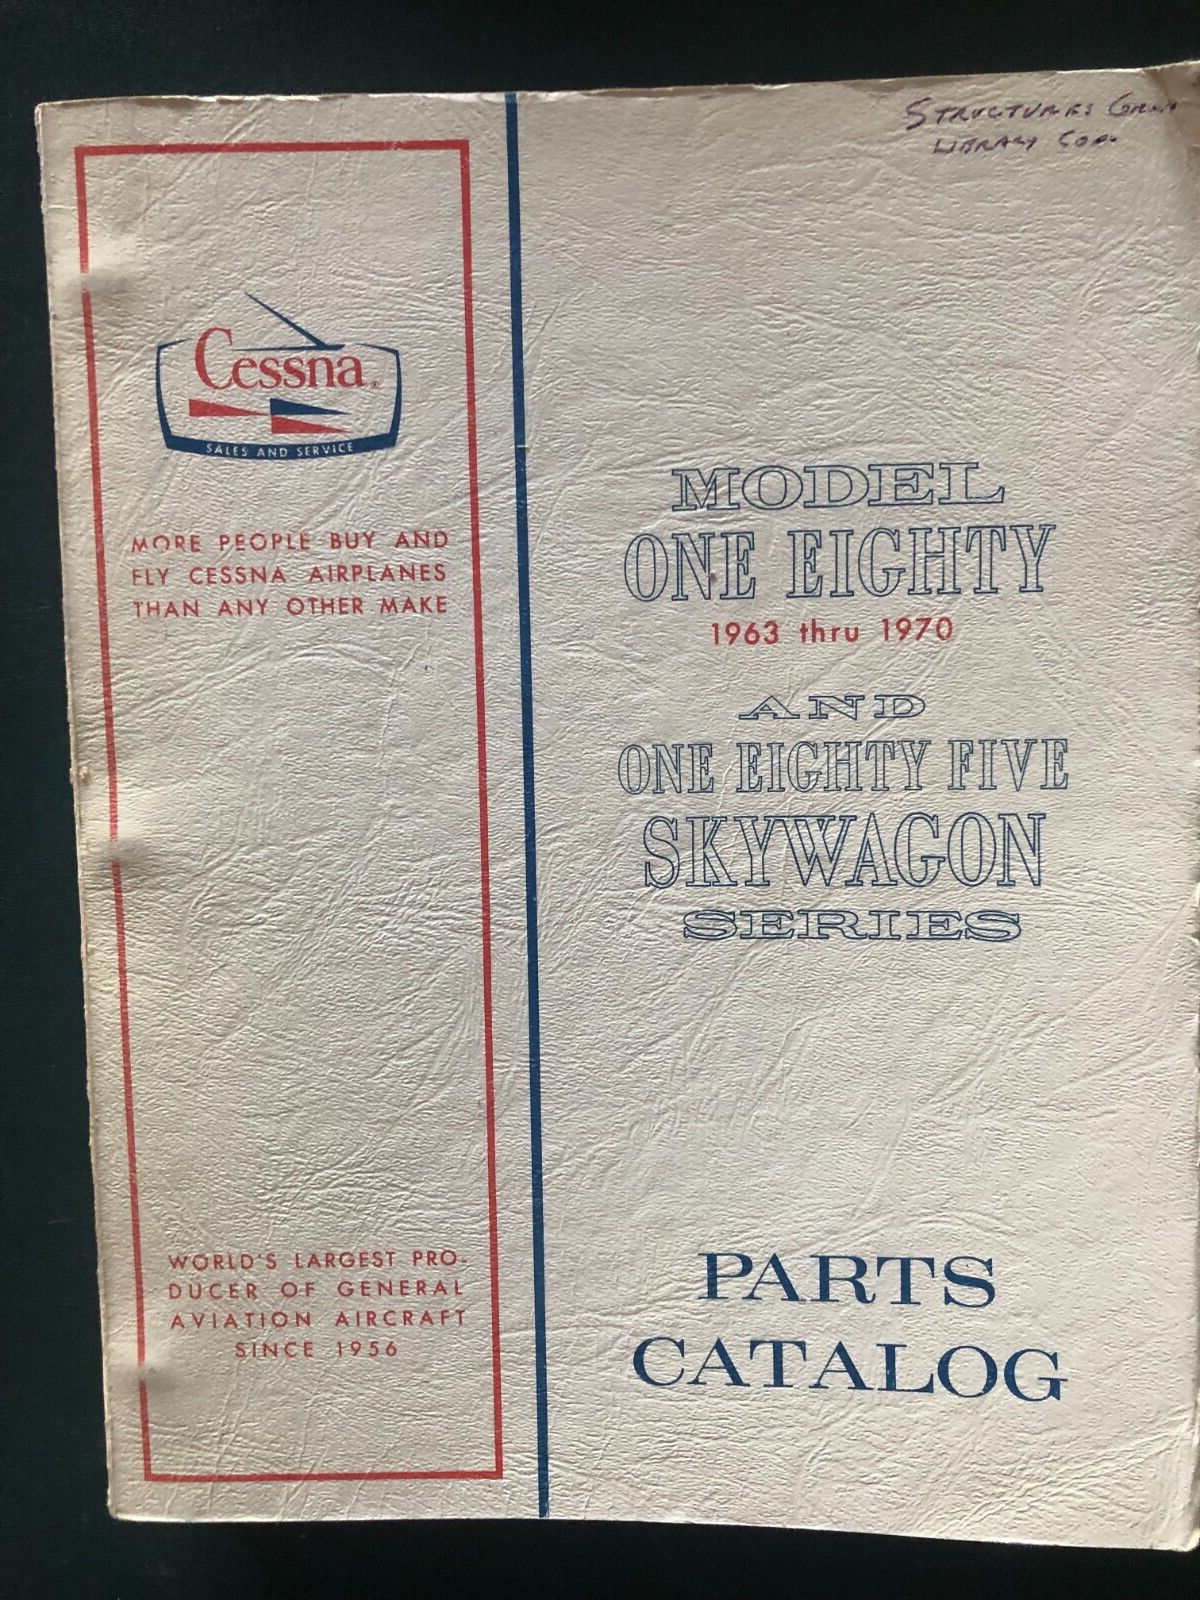 STRUCTURES
LIBRARY
Cessna®
SALES AND SERVICE
MORE PEOPLE BUY AND
FLY CESSNA AIRPLANES
THAN ANY OTHER MAKE
WORLD'S LARGEST PRO-
DUCER OF GENERAL
AVIATION AIRCRAFT
SINCE 1956
MODEL
ONE EIGHTY
1963 thru 1970
AND
ONE EIGHTY FIVE
SKYWAGON
SERIES
PARTS
CATALOG